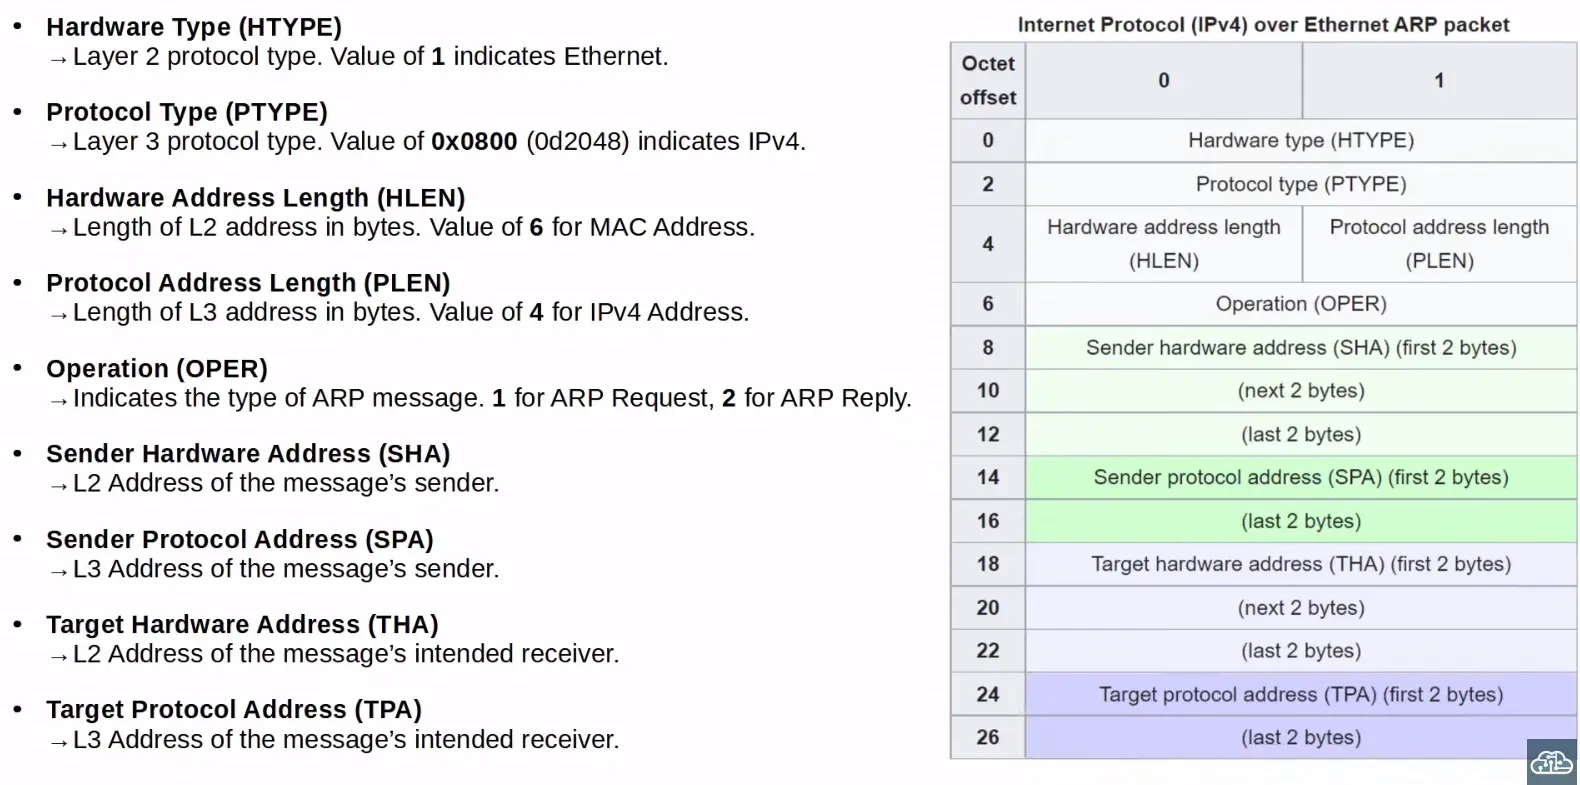 • Hardware Type (HTYPE)
→Layer 2 protocol type. Value of 1 indicates Ethernet.
• Protocol Type (PTYPE)
→Layer 3 protocol type. Value of 0x0800 (0d2048) indicates IPv4.
• Hardware Address Length (HLEN)
→Length of L2 address in bytes. Value of 6 for MAC Address.
• Protocol Address Length (PLEN)
→Length of L3 address in bytes. Value of 4 for IPv4 Address.
• Operation (OPER)
→Indicates the type of ARP message. 1 for ARP Request, 2 for ARP Reply.
• Sender Hardware Address (SHA)
→L2 Address of the message’s sender.
• Sender Protocol Address (SPA)
→L3 Address of the message’s sender.
• Target Hardware Address (THA)
→L2 Address of the message’s intended receiver.
• Target Protocol Address (TPA)
→L3 Address of the message’s intended receiver.
Internet Protocol (IPv4) over Ethernet ARP packet
Octet
offset
0 1
0 Hardware type (HTYPE)
2 Protocol type (PTYPE)
4 Hardware address length Protocol address length
(HLEN) (PLEN)
6 Operation (OPER)
8 Sender hardware address (SHA) (first 2 bytes)
10 (next 2 bytes)
12 (last 2 bytes)
14 Sender protocol address (SPA) (first 2 bytes)
16 (last 2 bytes)
18 Target hardware address (THA) (first 2 bytes)
20 (next 2 bytes)
22 (last 2 bytes)
24 Target protocol address (TPA) (first 2 bytes)
26 (last 2 bytes)